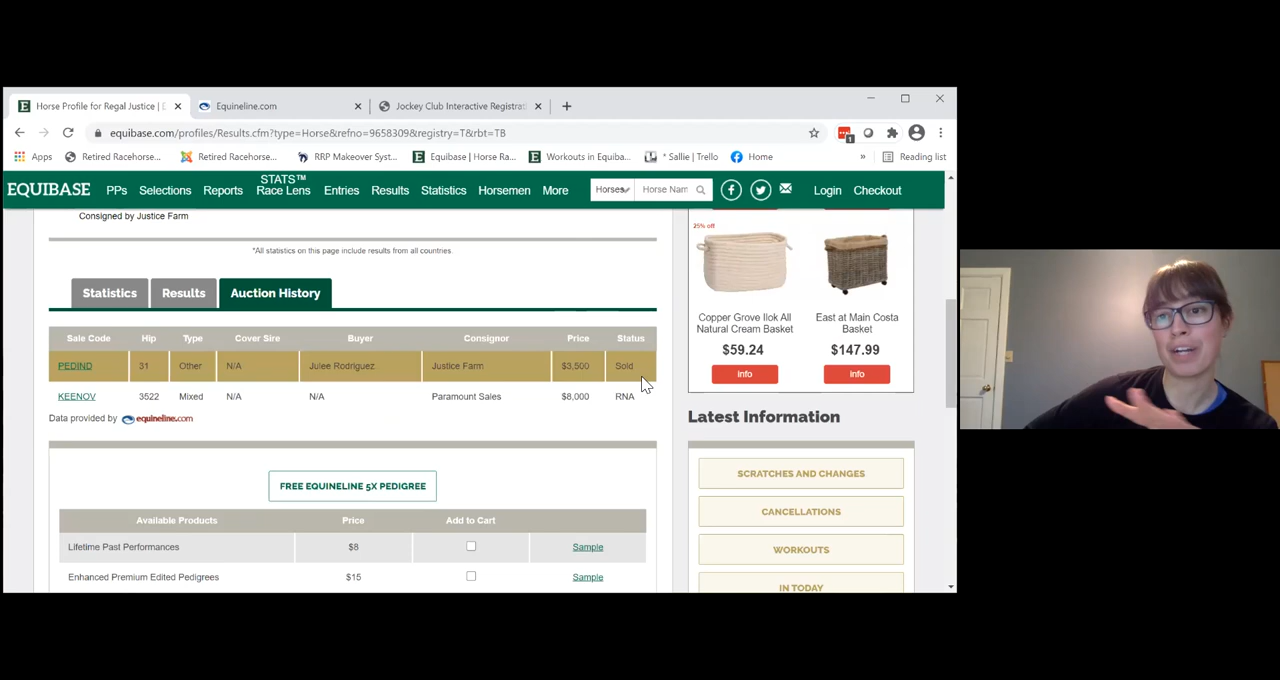 Horse Profile for Regal Justice | E
Equineline.com
Jockey Club Interactive Registrati
equibase.com/profiles/Results.cfm?type=Horse&refno=9658309&registry=T&rbt=TB
Apps
Retired Racehorse...
Retired Racehorse...
RRP Makeover Syst...
Equibase | Horse Ra...
Workouts in Equiba...
* Sallie | Trello
Home
»
Reading list
EQUIBASE
PPs
Selections
Reports
STATS™
Race Lens
Entries
Results
Statistics
Horsemen
More
Horses
Horse Nam
Login
Checkout
Consigned by Justice Farm
*All statistics on this page include results from all countries.
Statistics
Results
Auction History
Sale Code Hip Type Cover Sire Buyer Consignor Price Status
PEDIND 31 Other N/A Julee Rodriguez Justice Farm $3,500 Sold
KEENOV 3522 Mixed N/A N/A Paramount Sales $8,000 RNA
Data provided by equineline.com
FREE EQUINELINE 5X PEDIGREE
Available Products Price Add to Cart
Lifetime Past Performances $8 Sample
Enhanced Premium Edited Pedigrees $15 Sample
25% off
Copper Grove Ilok All
Natural Cream Basket
$59.24
Info
East at Main Costa
Basket
$147.99
Info
Latest Information
SCRATCHES AND CHANGES
CANCELLATIONS
WORKOUTS
IN TODAY